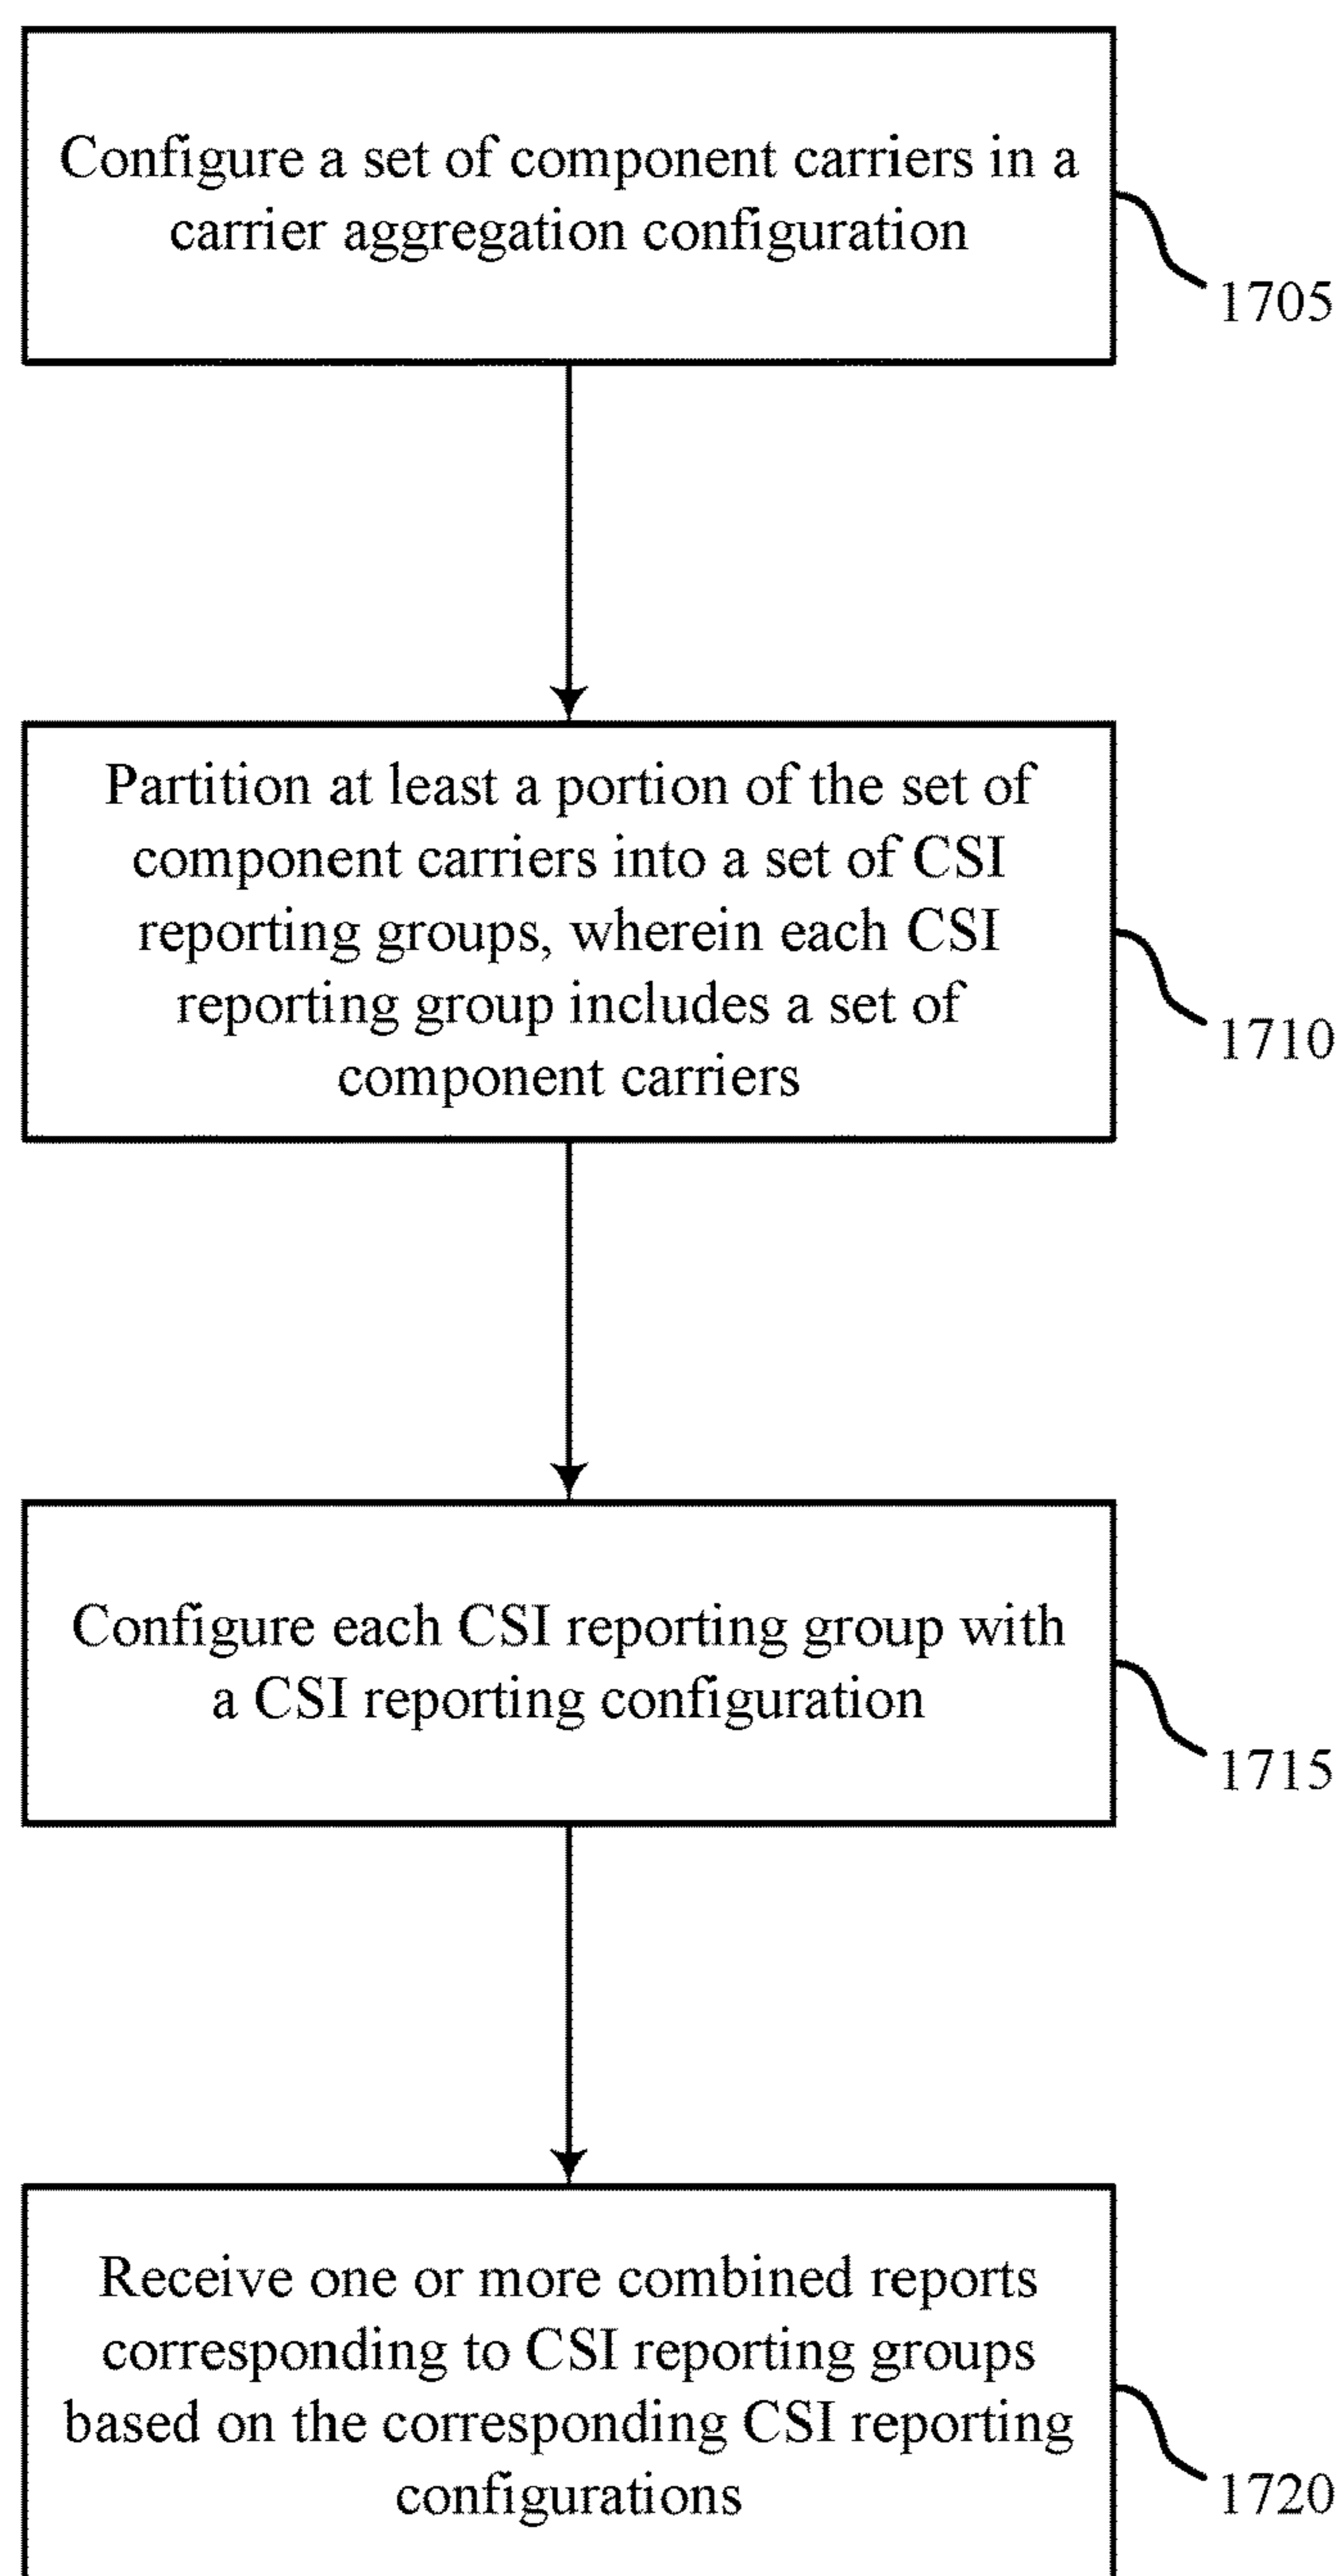 Configure a set of component carriers in a
carrier aggregation configuration
1705
Partition at least a portion of the set of
component carriers into a set of CSI
reporting groups, wherein each CSI
reporting group includes a set of
component carriers
1710
Configure each CSI reporting group with
a CSI reporting configuration
1715
Receive one or more combined reports
corresponding to CSI reporting groups
based on the corresponding CSI reporting
configurations
1720